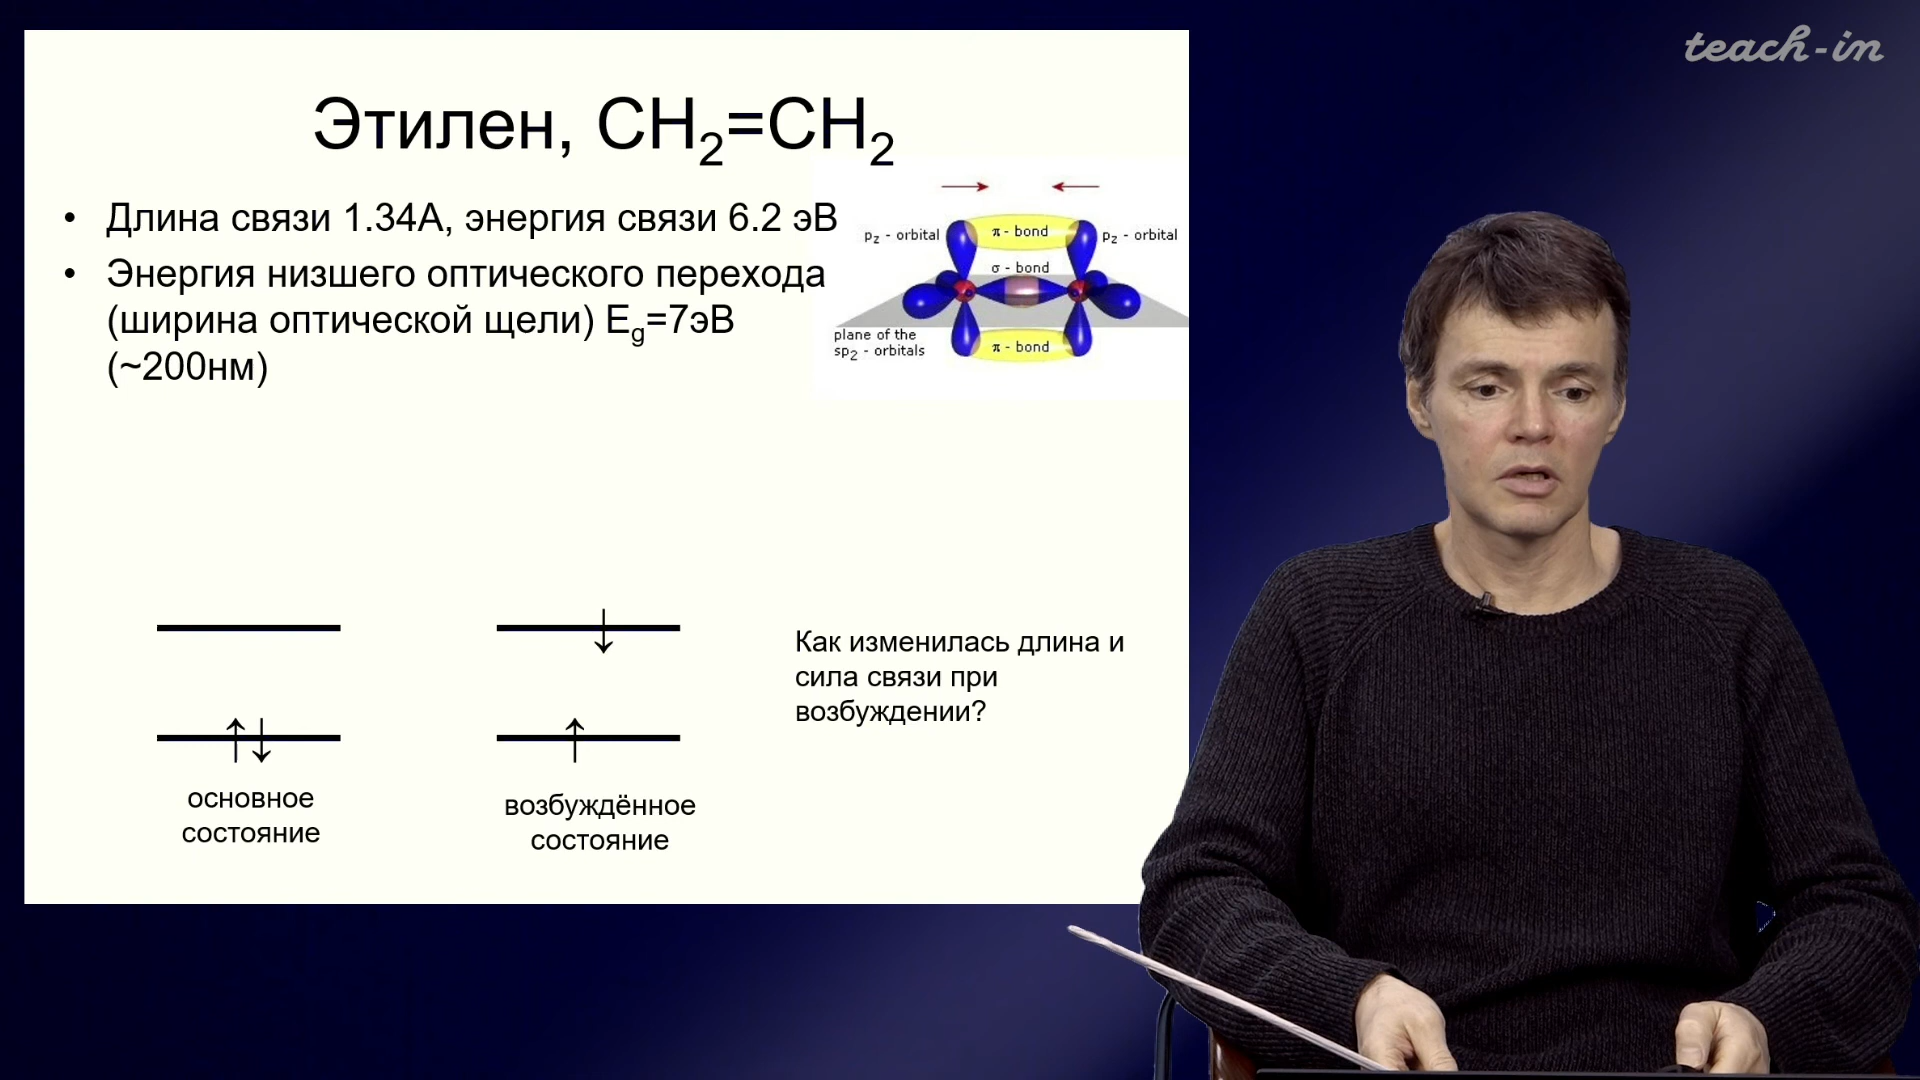 teach-in
Этилен, CH₂=CH₂
• Длина связи 1.34А, энергия связи 6.2 эВ
• Энергия низшего оптического перехода
(ширина оптической щели) Eg=7эВ
(~200нм)
pz - orbital
π - bond
pz - orbital
σ - bond
plane of the
sp2 - orbitals
π - bond
Как изменилась длина и
сила связи при
возбуждении?
основное
состояние
возбуждённое
состояние